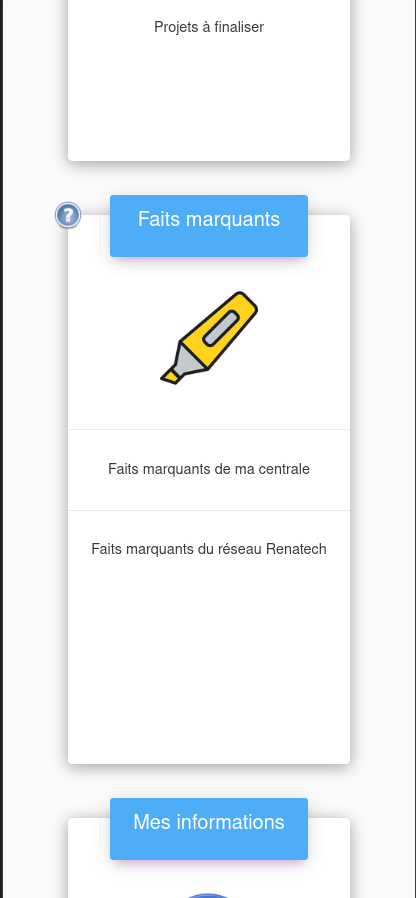 Projets à finaliser
?
Faits marquants
Faits marquants de ma centrale
Faits marquants du réseau Renatech
Mes informations